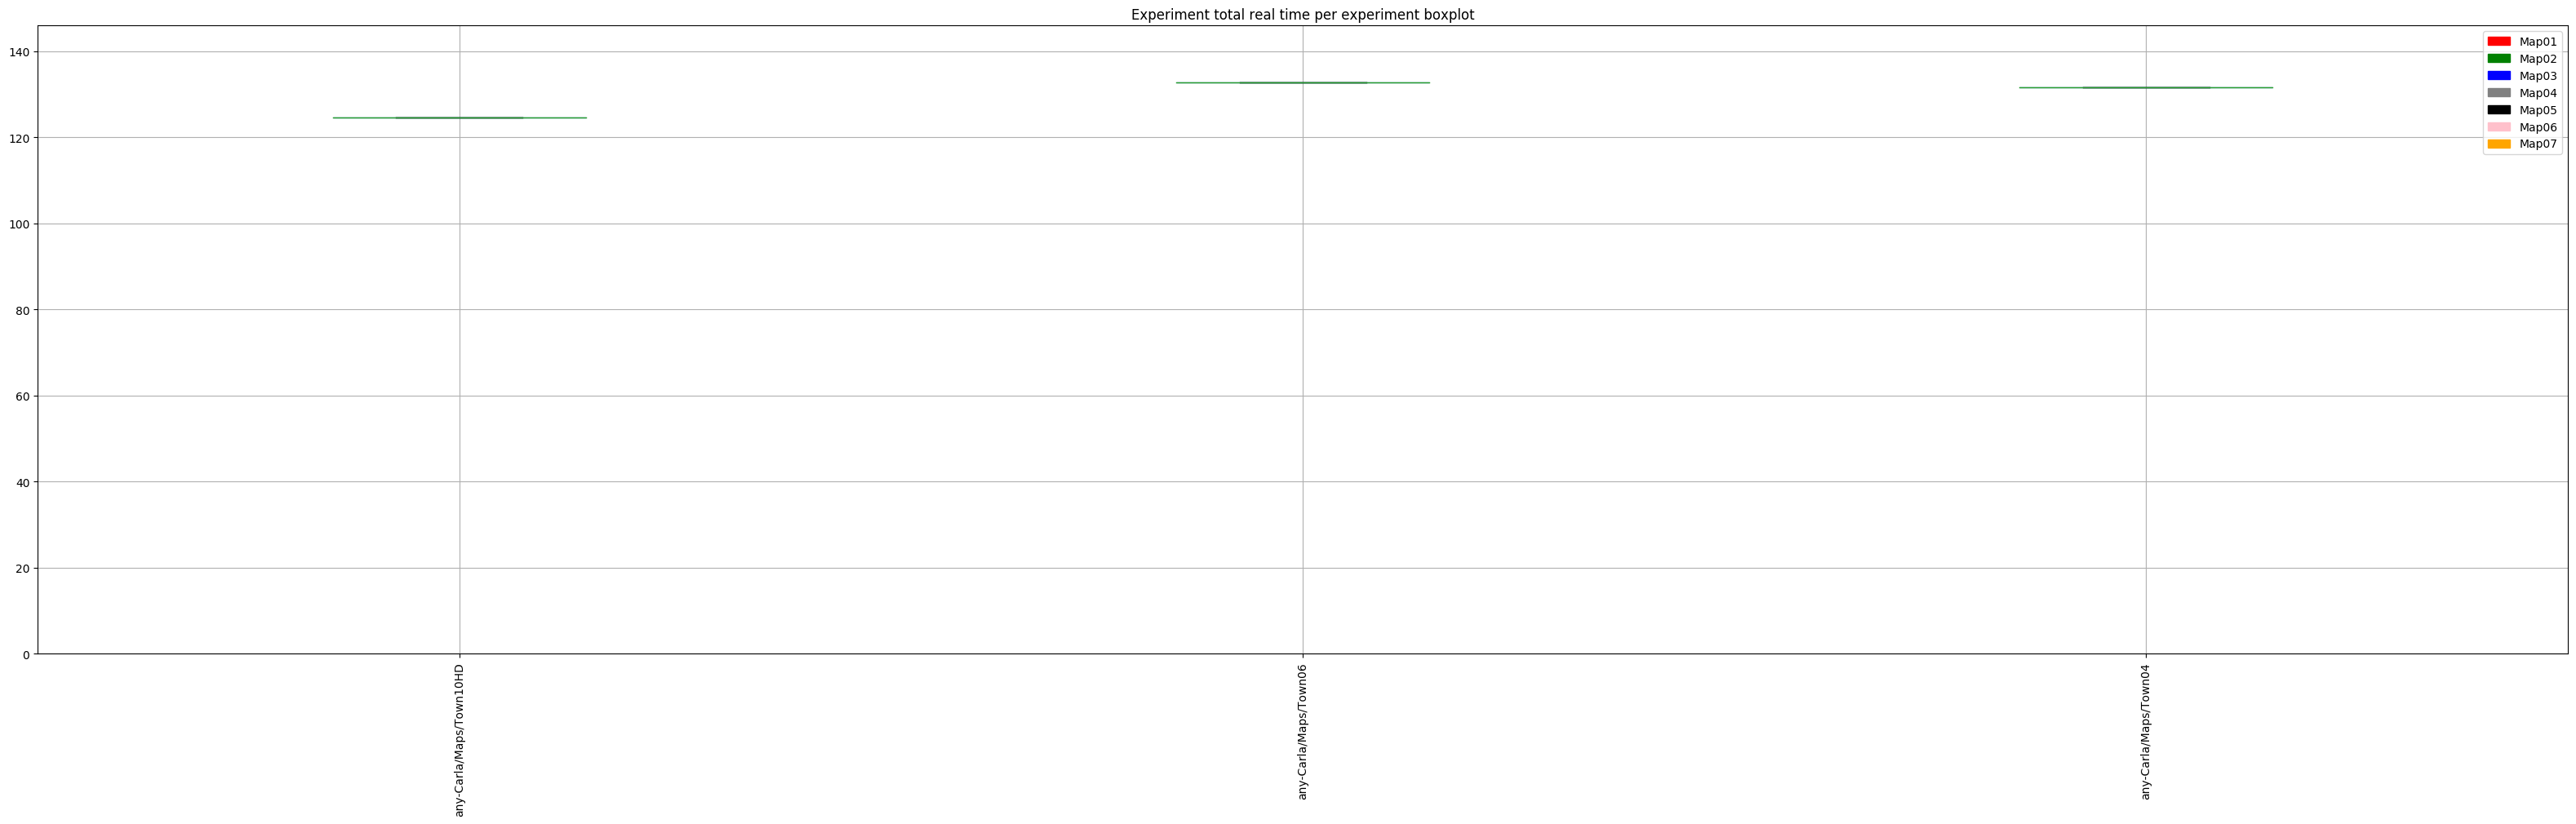 Experiment total real time per experiment boxplot
140
120
100
80
60
40
20
0
Map01
Map02
Map03
Map04
Map05
Map06
Map07
any-Carla/Maps/Town10HD
any-Carla/Maps/Town06
any-Carla/Maps/Town04